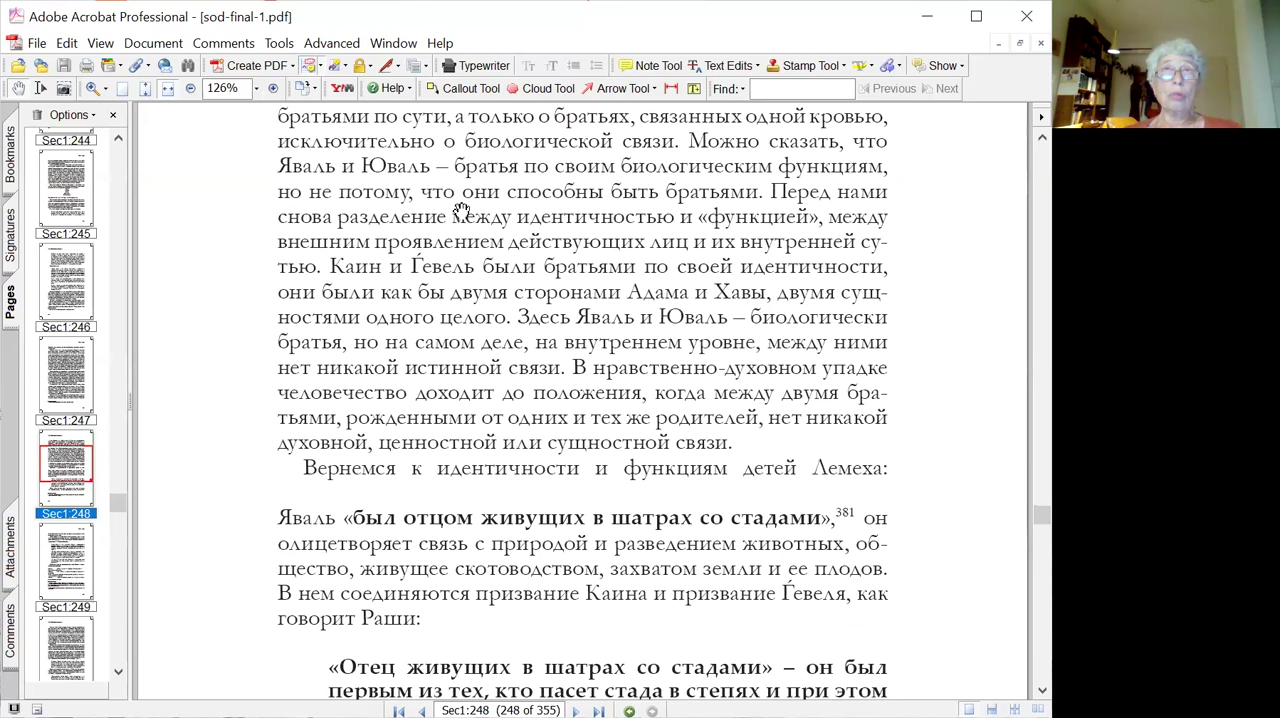 Adobe Acrobat Professional - [sod-final-1.pdf]
File Edit View Document Comments Tools Advanced Window Help
Create PDF Typewriter Note Tool Text Edits Stamp Tool Show
126% Help Callout Tool Cloud Tool Arrow Tool Find: Previous Next
Options
Bookmarks
Signatures
Pages
Attachments
Comments
Sec1:244
Sec1:245
Sec1:246
Sec1:247
Sec1:248
Sec1:249
братьями по сути, а только о братьях, связанных одной кровью,
исключительно о биологической связи. Можно сказать, что
Яваль и Юваль – братья по своим биологическим функциям,
но не потому, что они способны быть братьями. Перед нами
снова разделение между идентичностью и «функцией», между
внешним проявлением действующих лиц и их внутренней су-
тью. Каин и Ѓевель были братьями по своей идентичности,
они были как бы двумя сторонами Адама и Хавы, двумя сущ-
ностями одного целого. Здесь Яваль и Юваль – биологически
братья, но на самом деле, на внутреннем уровне, между ними
нет никакой истинной связи. В нравственно-духовном упадке
человечество доходит до положения, когда между двумя бра-
тьями, рожденными от одних и тех же родителей, нет никакой
духовной, ценностной или сущностной связи.
Вернемся к идентичности и функциям детей Лемеха:
Яваль «был отцом живущих в шатрах со стадами»,381 он
олицетворяет связь с природой и разведением животных, об-
щество, живущее скотоводством, захватом земли и ее плодов.
В нем соединяются призвание Каина и призвание Ѓевеля, как
говорит Раши:
«Отец живущих в шатрах со стадами» – он был
первым из тех, кто пасет стада в степях и при этом
Sec1:248 (248 of 355)